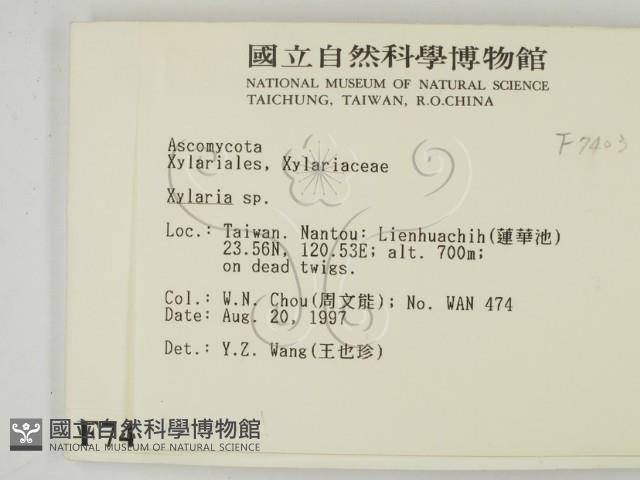 國立自然科學博物館
NATIONAL MUSEUM OF NATURAL SCIENCE
TAICHUNG, TAIWAN, R.O.CHINA
F7403
Ascomycota
Xylariales, Xylariaceae
Xylaria sp.
Loc.: Taiwan. Nantou: Lienhuachih(蓮華池)
23.56N, 120.53E; alt. 700m;
on dead twigs.
Col.: W.N. Chou(周文能); No. WAN 474
Date: Aug. 20, 1997
Det.: Y.Z. Wang(王也珍)
F74
國立自然科學博物館
NATIONAL MUSEUM OF NATURAL SCIENCE